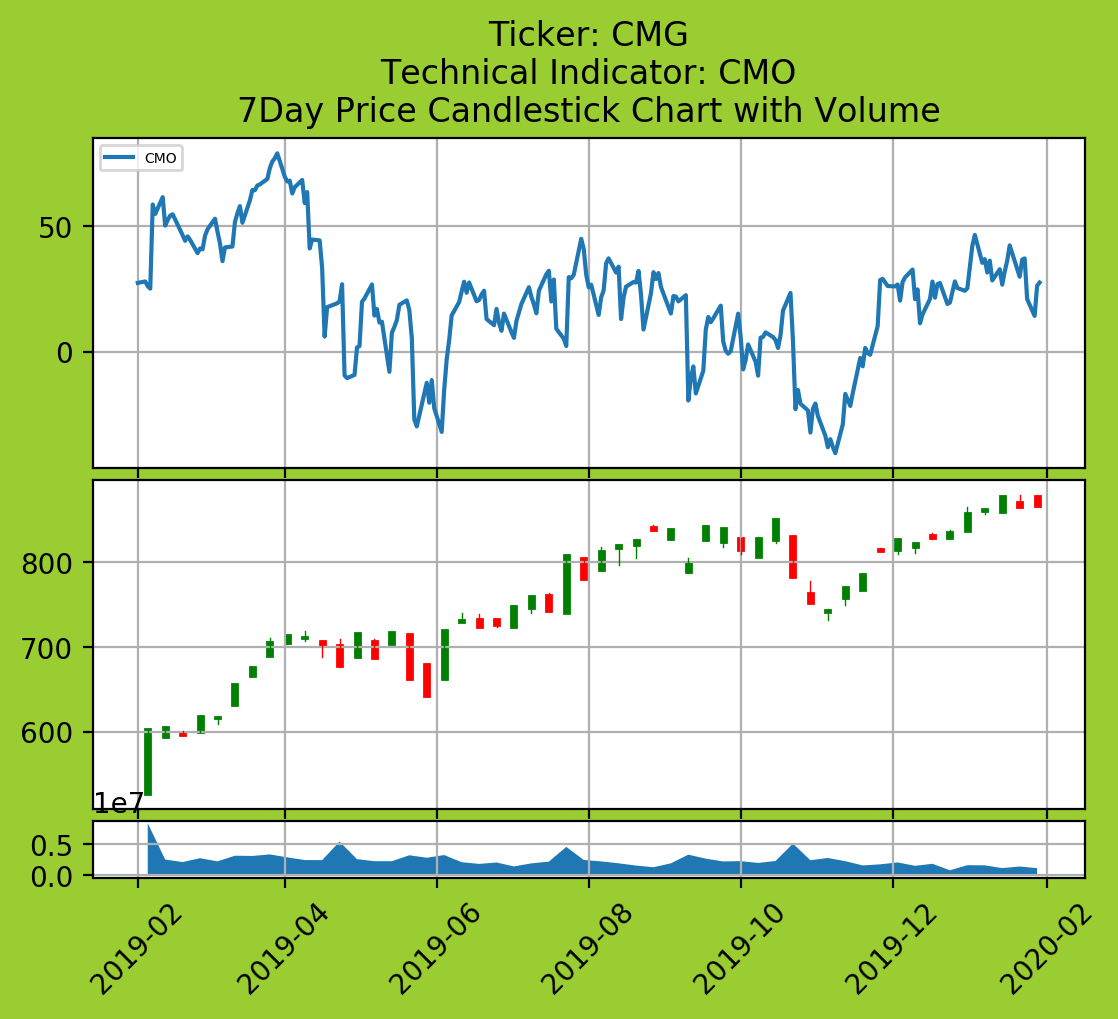 Ticker: CMG
Technical Indicator: CMO
7Day Price Candlestick Chart with Volume
CMO
50
0
800
700
600
1e7
0.5
0.0
2019-02
2019-04
2019-06
2019-08
2019-10
2019-12
2020-02